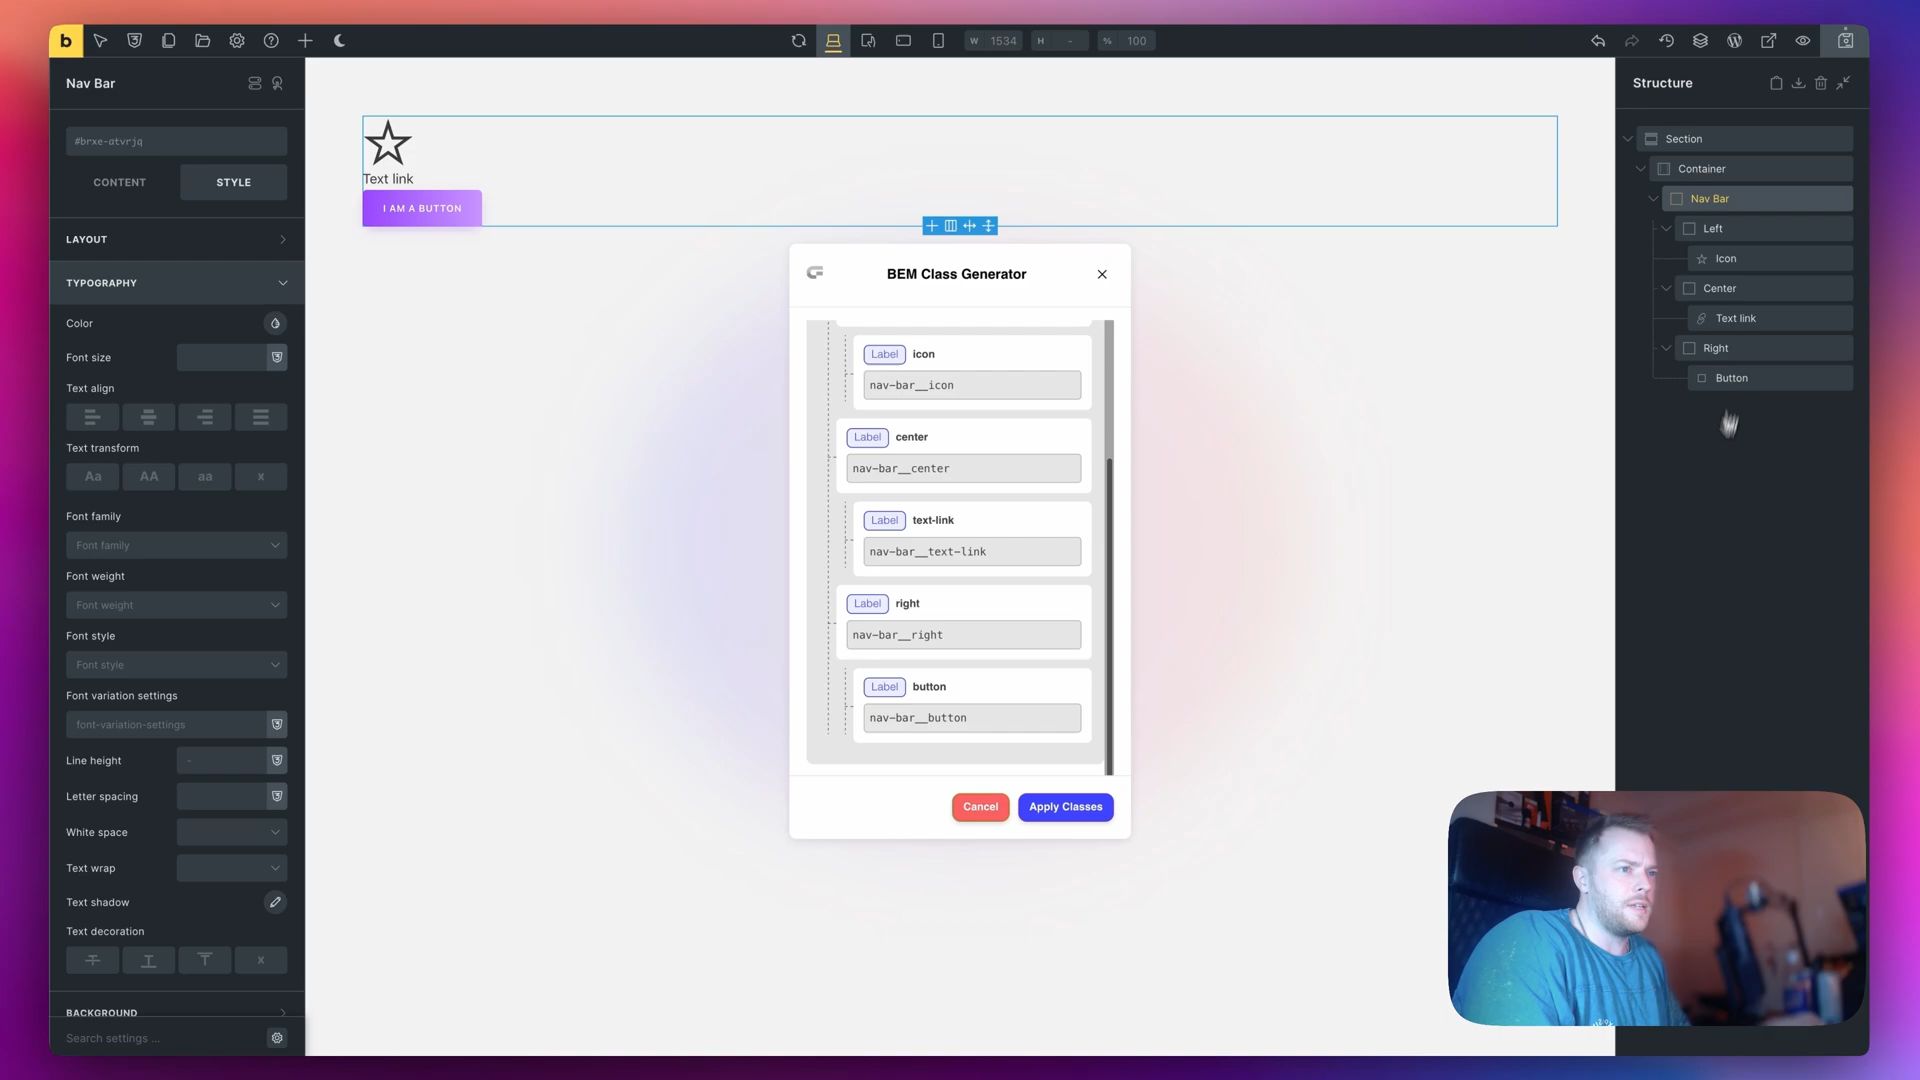 b
W 1534
H -
% 100
Nav Bar
#brxe-atvrjq
CONTENT
STYLE
LAYOUT
TYPOGRAPHY
Color
Font size
Text align
Text transform
Aa
AA
aa
x
Font family
Font family
Font weight
Font weight
Font style
Font style
Font variation settings
font-variation-settings
Line height
-
Letter spacing
White space
Text wrap
Text shadow
Text decoration
x
BACKGROUND
Search settings ...
Text link
I AM A BUTTON
BEM Class Generator
Label icon
nav-bar__icon
Label center
nav-bar__center
Label text-link
nav-bar__text-link
Label right
nav-bar__right
Label button
nav-bar__button
Cancel
Apply Classes
Structure
Section
Container
Nav Bar
Left
Icon
Center
Text link
Right
Button